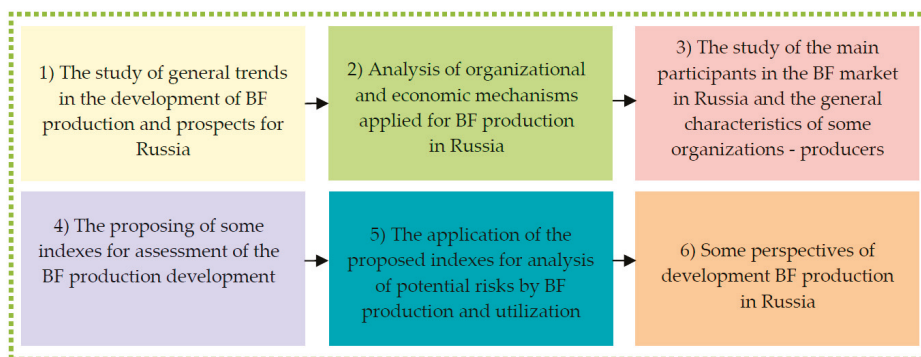 1) The study of general trends
in the development of BF
production and prospects for
Russia
2) Analysis of organizational
and economic mechanisms
applied for BF production
in Russia
3) The study of the main
participants in the BF market
in Russia and the general
characteristics of some
organizations - producers
4) The proposing of some
indexes for assessment of the
BF production development
5) The application of the
proposed indexes for analysis
of potential risks by BF
production and utilization
6) Some perspectives of
development BF production
in Russia